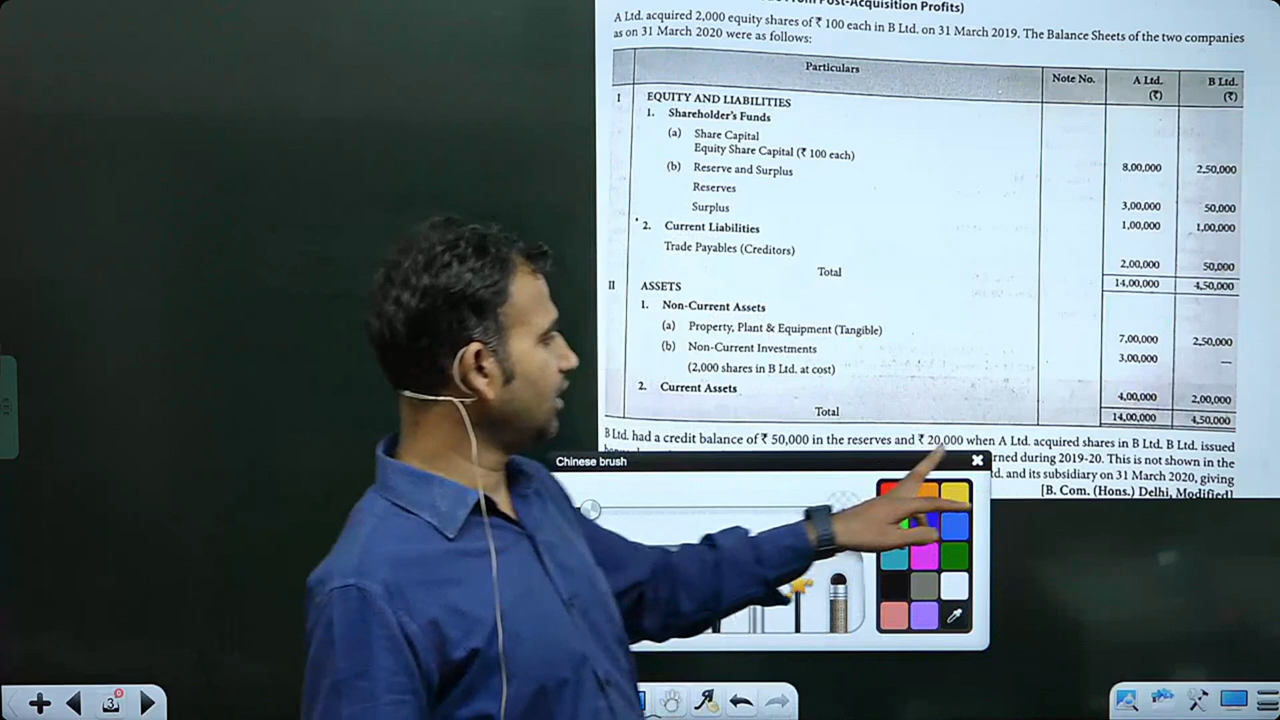 Post-Acquisition Profits)
A Ltd. acquired 2,000 equity shares of ₹ 100 each in B Ltd. on 31 March 2019. The Balance Sheets of the two companies
as on 31 March 2020 were as follows:
Particulars Note No. A Ltd. (₹) B Ltd. (₹)
I EQUITY AND LIABILITIES
1. Shareholder's Funds
(a) Share Capital
Equity Share Capital (₹ 100 each) 8,00,000 2,50,000
(b) Reserve and Surplus
Reserves 3,00,000 50,000
Surplus 1,00,000 1,00,000
2. Current Liabilities
Trade Payables (Creditors) 2,00,000 50,000
Total 14,00,000 4,50,000
II ASSETS
1. Non-Current Assets
(a) Property, Plant & Equipment (Tangible) 7,00,000 2,50,000
(b) Non-Current Investments 3,00,000 —
(2,000 shares in B Ltd. at cost)
2. Current Assets 4,00,000 2,00,000
Total 14,00,000 4,50,000
B Ltd. had a credit balance of ₹ 50,000 in the reserves and ₹ 20,000 when A Ltd. acquired shares in B Ltd. B Ltd. issued
during 2019-20. This is not shown in the
and its subsidiary on 31 March 2020, giving
[B. Com. (Hons.) Delhi, Modified]
Chinese brush
3